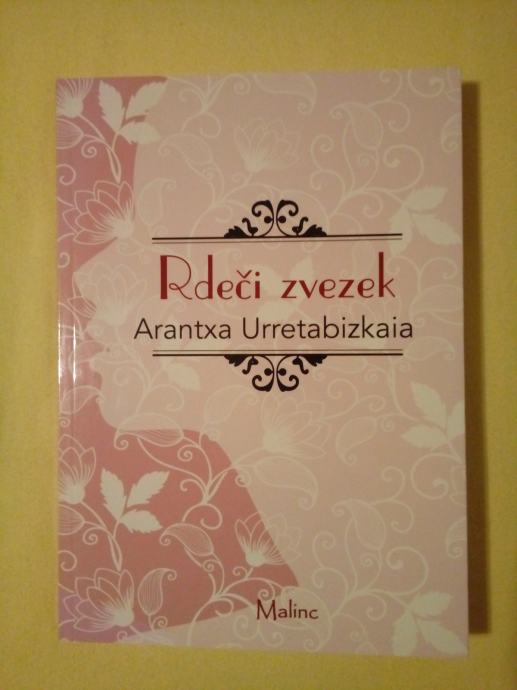 Rdeči zvezek
Arantxa Urretabizkaia
Malinc